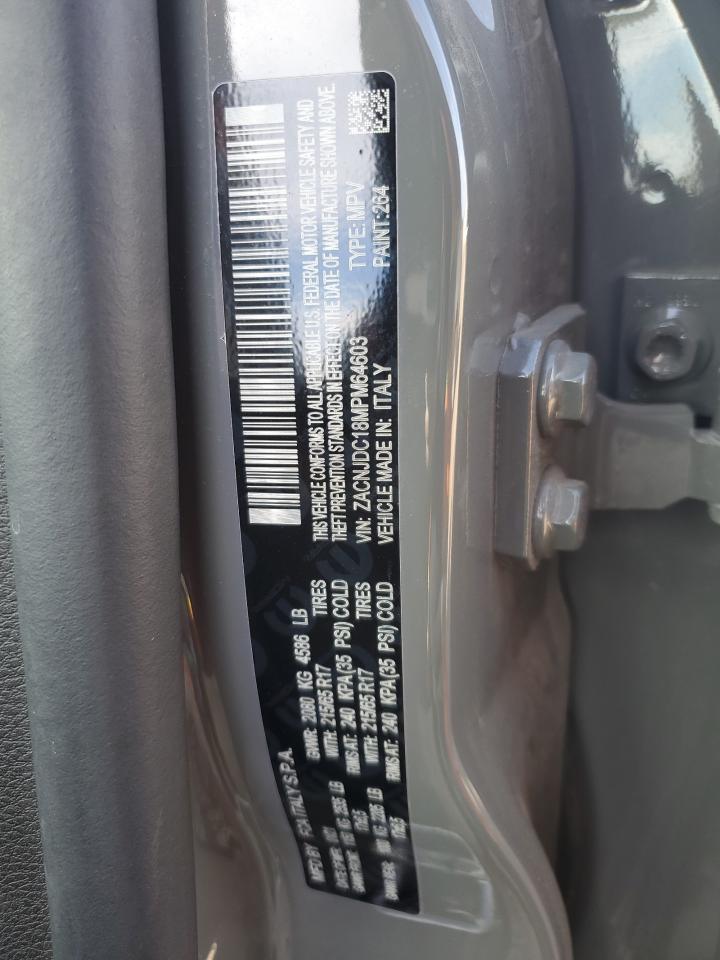 MFD BY FCA ITALY S.P.A.
GVWR: 2080 KG 4586 LB
WITH: 215/65 R17 TIRES
RIMS AT: 240 KPA(35 PSI) COLD
WITH: 215/65 R17 TIRES
RIMS AT: 240 KPA(35 PSI) COLD
THIS VEHICLE CONFORMS TO ALL APPLICABLE U.S. FEDERAL MOTOR VEHICLE SAFETY AND
THEFT PREVENTION STANDARDS IN EFFECT ON THE DATE OF MANUFACTURE SHOWN ABOVE.
VIN: ZACNJDC18MPM64603 TYPE: MPV
VEHICLE MADE IN: ITALY PAINT:264